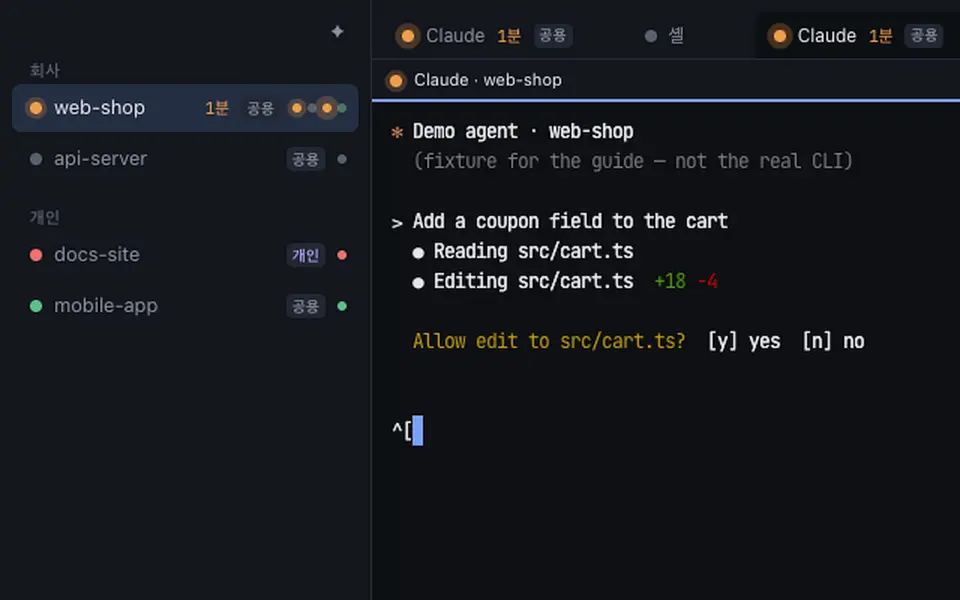 회사
web-shop 1분 공용
api-server 공용
개인
docs-site 개인
mobile-app 공용
Claude 1분 공용 셸 Claude 1분 공용
Claude · web-shop
* Demo agent · web-shop
(fixture for the guide — not the real CLI)
> Add a coupon field to the cart
● Reading src/cart.ts
● Editing src/cart.ts +18 -4
Allow edit to src/cart.ts? [y] yes [n] no
^[